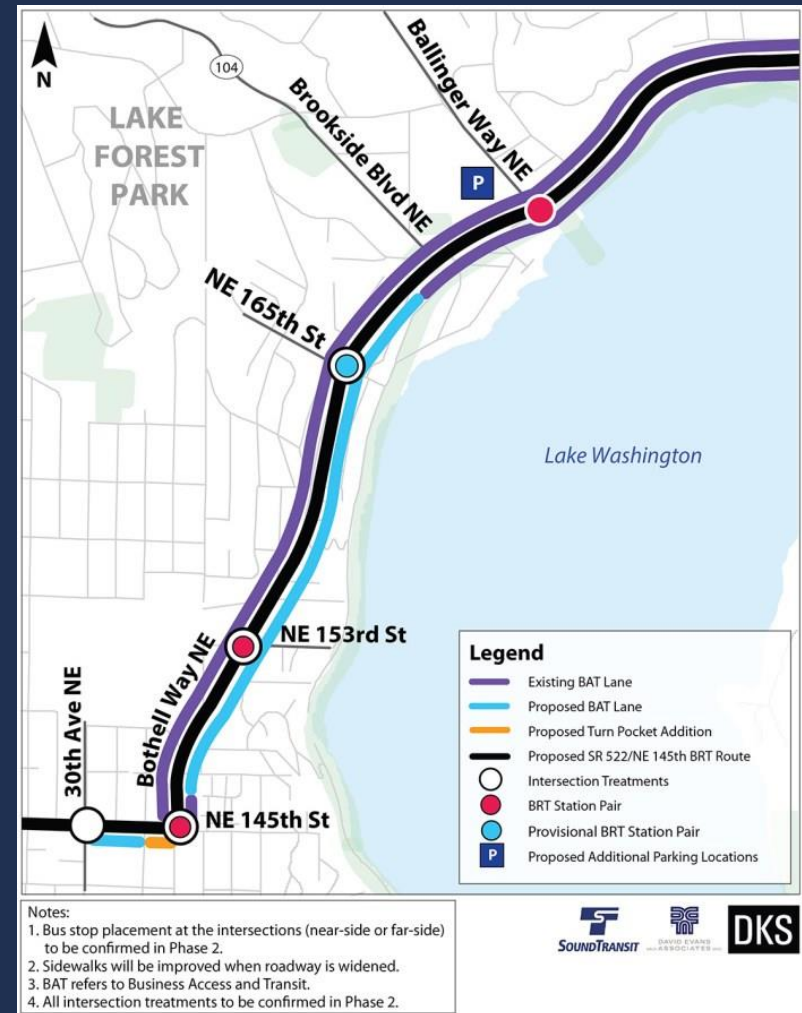 N
104
LAKE
FOREST
PARK
Brookside Blvd NE
Ballinger Way NE
P
NE 165th St
Lake Washington
NE 153rd St
Bothell Way NE
30th Ave NE
NE 145th St
Legend
Existing BAT Lane
Proposed BAT Lane
Proposed Turn Pocket Addition
Proposed SR 522/NE 145th BRT Route
Intersection Treatments
BRT Station Pair
Provisional BRT Station Pair
P Proposed Additional Parking Locations
Notes:
1. Bus stop placement at the intersections (near-side or far-side)
to be confirmed in Phase 2.
2. Sidewalks will be improved when roadway is widened.
3. BAT refers to Business Access and Transit.
4. All intersection treatments to be confirmed in Phase 2.
SOUNDTRANSIT
DAVID EVANS
AND ASSOCIATES INC.
DKS